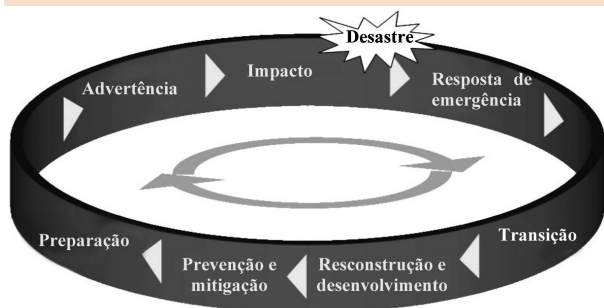 Desastre
Advertência
Impacto
Resposta de
emergência
Transição
Resconstrução e
desenvolvimento
Prevenção e
mitigação
Preparação